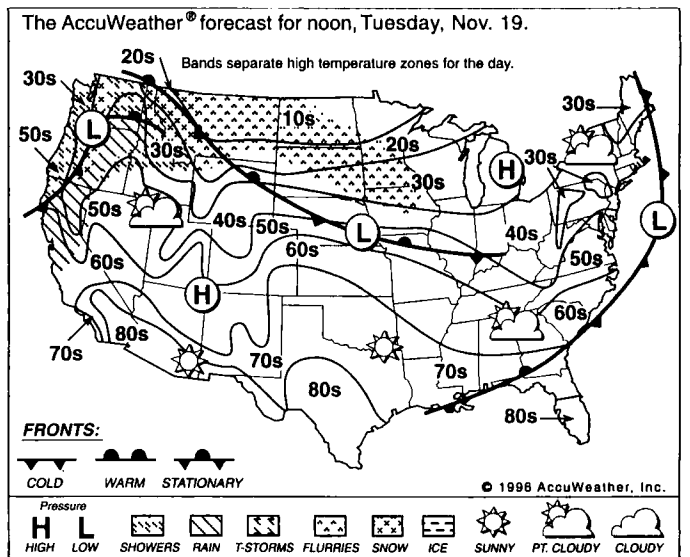 The AccuWeather® forecast for noon, Tuesday, Nov. 19.
Bands separate high temperature zones for the day.
20s
30s
10s
30s
L
50s
20s
30s
30s
H
30s
50s
40s
50s
L
40s
L
60s
60s
50s
H
60s
80s
70s
70s
70s
80s
80s
FRONTS:
COLD WARM STATIONARY
© 1996 AccuWeather, Inc.
Pressure
H L
HIGH LOW SHOWERS RAIN T-STORMS FLURRIES SNOW ICE SUNNY PT. CLOUDY CLOUDY